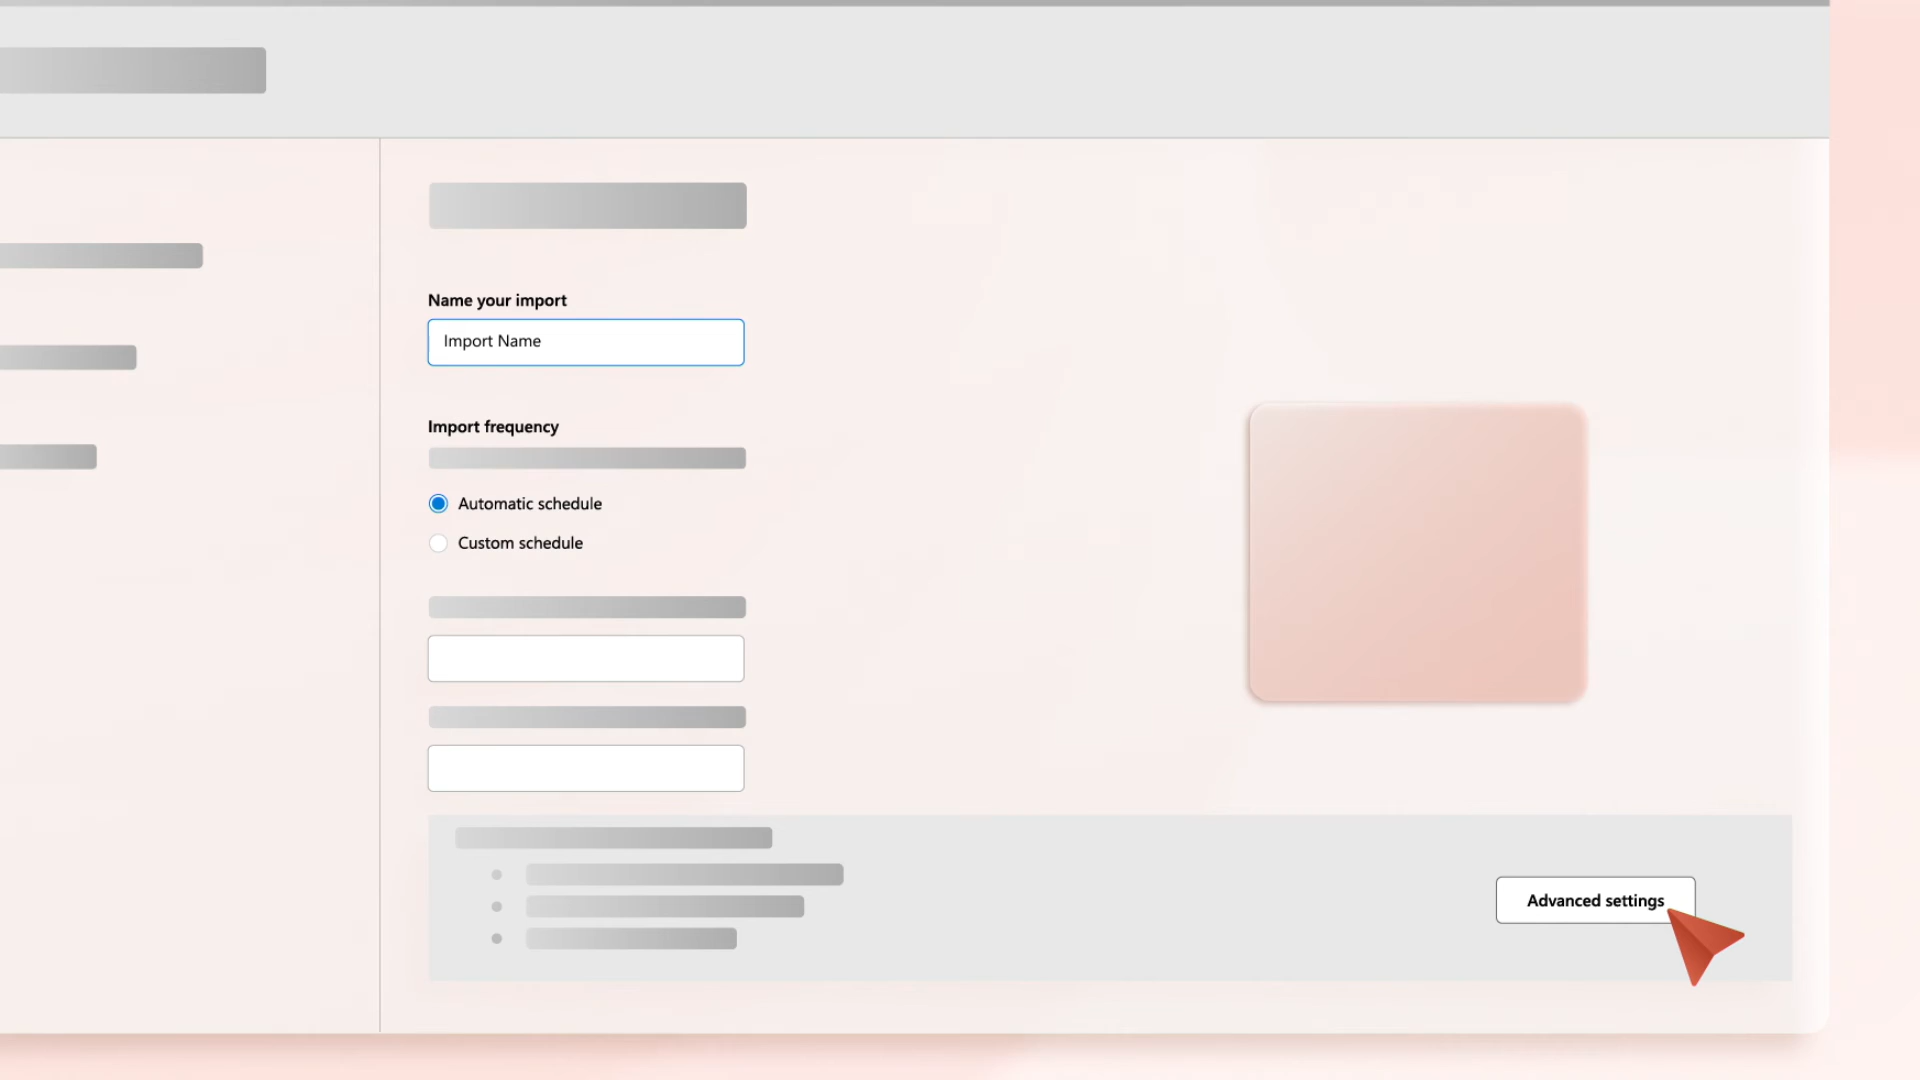 Name your import
Import Name
Import frequency
Automatic schedule
Custom schedule
Advanced settings